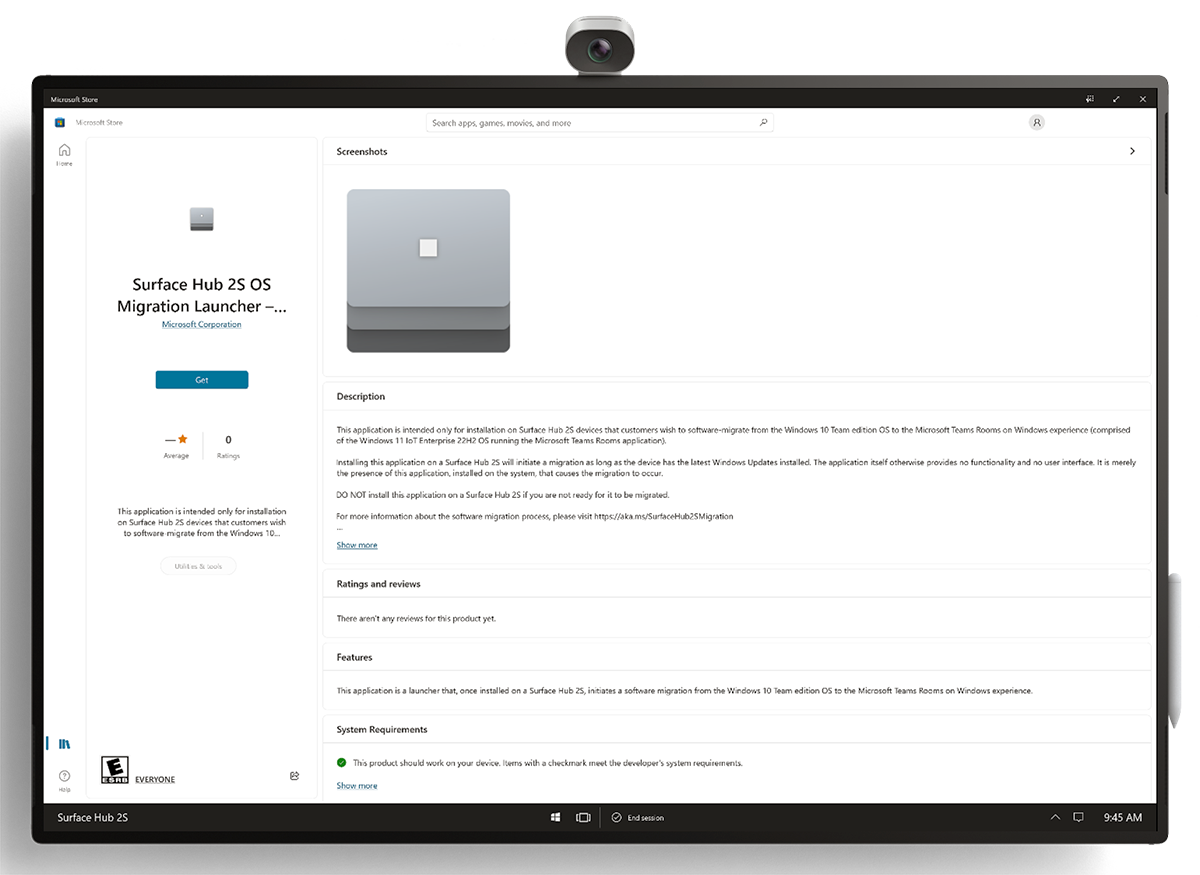 Microsoft Store
Microsoft Store
Search apps, games, movies, and more
Home
Surface Hub 2S OS
Migration Launcher –...
Microsoft Corporation
Get
—
Average
0
Ratings
This application is intended only for installation
on Surface Hub 2S devices that customers wish
to software-migrate from the Windows 10...
Utilities & tools
E
ESRB
EVERYONE
Help
Screenshots
Description
This application is intended only for installation on Surface Hub 2S devices that customers wish to software-migrate from the Windows 10 Team edition OS to the Microsoft Teams Rooms on Windows experience (comprised
of the Windows 11 IoT Enterprise 22H2 OS running the Microsoft Teams Rooms application).
Installing this application on a Surface Hub 2S will initiate a migration as long as the device has the latest Windows Updates installed. The application itself otherwise provides no functionality and no user interface. It is merely
the presence of this application, installed on the system, that causes the migration to occur.
DO NOT install this application on a Surface Hub 2S if you are not ready for it to be migrated.
For more information about the software migration process, please visit https://aka.ms/SurfaceHub2SMigration
...
Show more
Ratings and reviews
There aren't any reviews for this product yet.
Features
This application is a launcher that, once installed on a Surface Hub 2S, initiates a software migration from the Windows 10 Team edition OS to the Microsoft Teams Rooms on Windows experience.
System Requirements
This product should work on your device. Items with a checkmark meet the developer's system requirements.
Show more
Surface Hub 2S
End session
9:45 AM